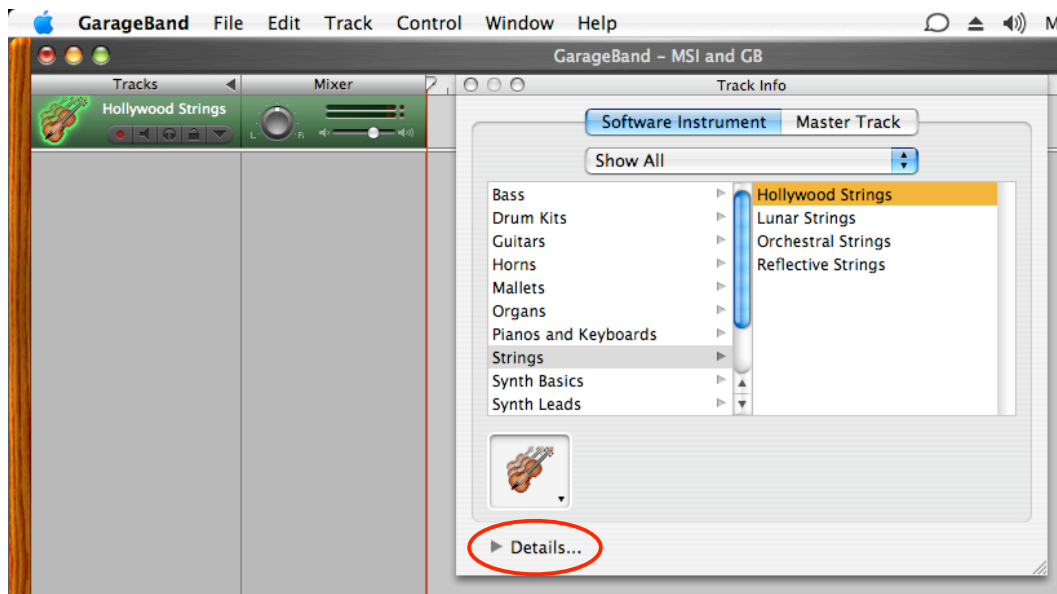 GarageBand File Edit Track Control Window Help M
GarageBand – MSI and GB
Tracks Mixer
Hollywood Strings
L R
Track Info
Software Instrument Master Track
Show All
Bass
Drum Kits
Guitars
Horns
Mallets
Organs
Pianos and Keyboards
Strings
Synth Basics
Synth Leads
Hollywood Strings
Lunar Strings
Orchestral Strings
Reflective Strings
Details...